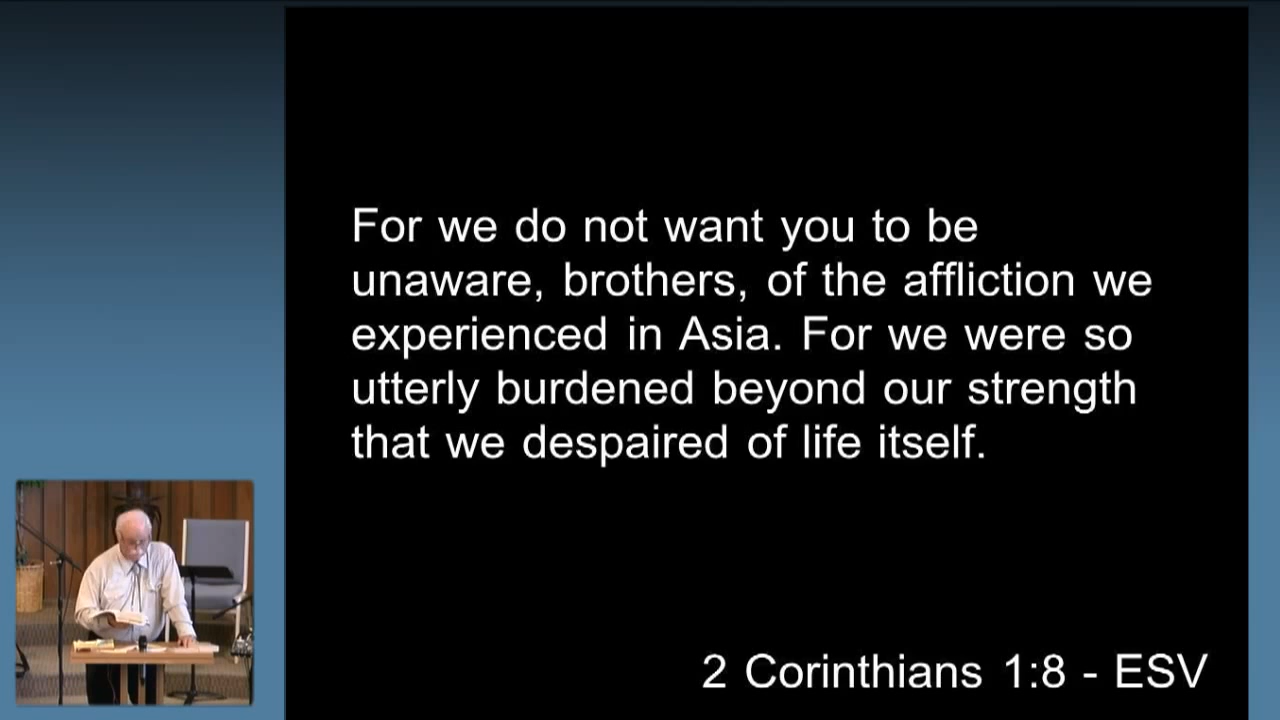 For we do not want you to be
unaware, brothers, of the affliction we
experienced in Asia. For we were so
utterly burdened beyond our strength
that we despaired of life itself.
2 Corinthians 1:8 - ESV